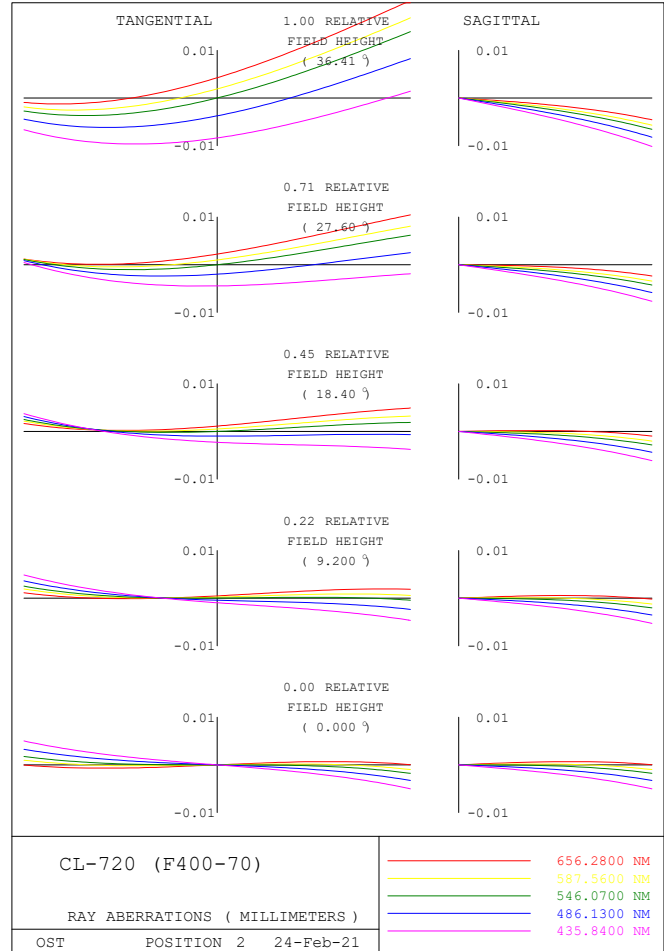 TANGENTIAL 1.00 RELATIVE SAGITTAL
FIELD HEIGHT
( 36.41 °)
0.01 0.01
-0.01 -0.01
0.71 RELATIVE
FIELD HEIGHT
( 27.60 °)
0.01 0.01
-0.01 -0.01
0.45 RELATIVE
FIELD HEIGHT
( 18.40 °)
0.01 0.01
-0.01 -0.01
0.22 RELATIVE
FIELD HEIGHT
( 9.200 °)
0.01 0.01
-0.01 -0.01
0.00 RELATIVE
FIELD HEIGHT
( 0.000 °)
0.01 0.01
-0.01 -0.01
CL-720 (F400-70)
RAY ABERRATIONS ( MILLIMETERS )
OST POSITION 2 24-Feb-21
656.2800 NM
587.5600 NM
546.0700 NM
486.1300 NM
435.8400 NM